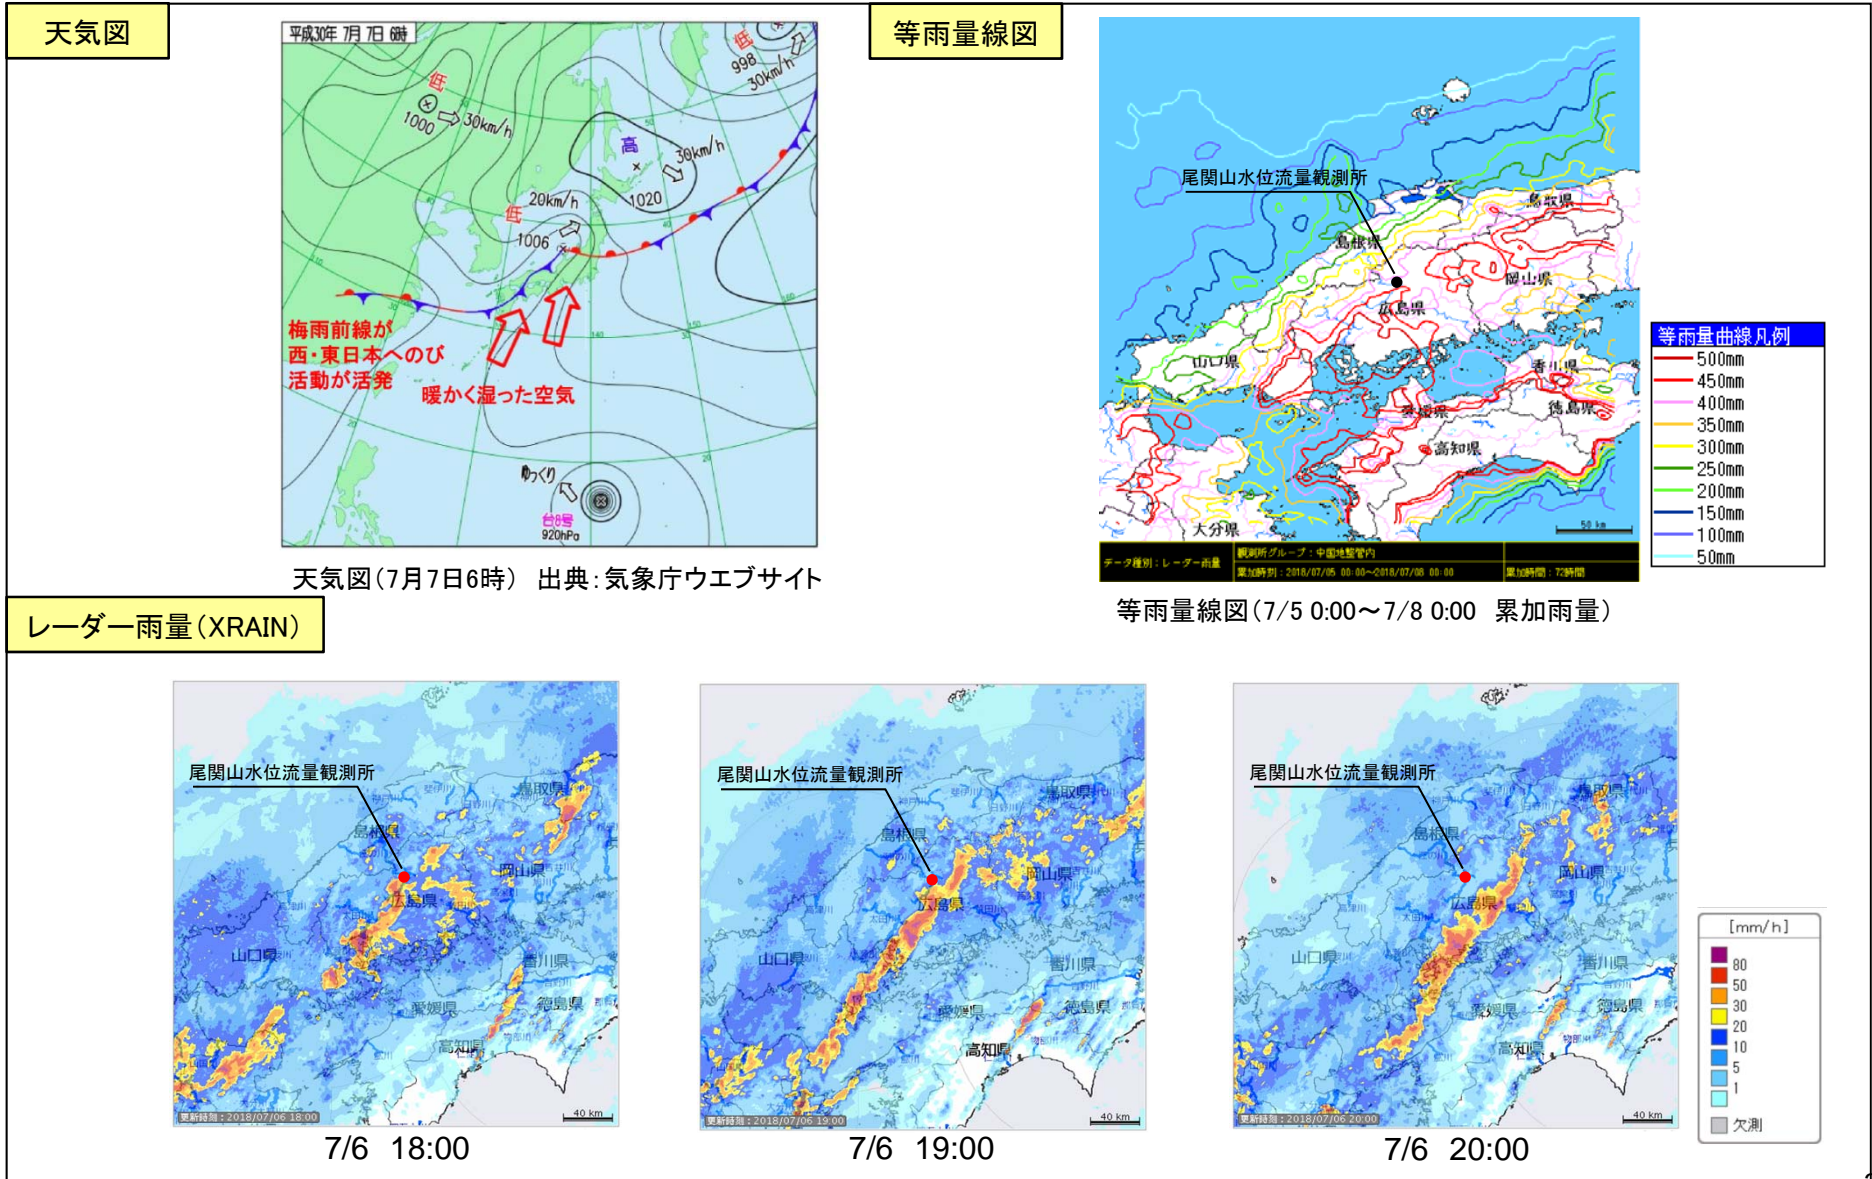 天気図
平成30年 7月 7日 6時
低
998
30km/h
低
1000
30km/h
高
30km/h
1020
20km/h
低
1006
梅雨前線が
西・東日本へのび
活動が活発
暖かく湿った空気
ゆっくり
台8号
920hPa
天気図(7月7日6時) 出典:気象庁ウエブサイト
等雨量線図
尾関山水位流量観測所
鳥取県
島根県
岡山県
広島県
山口県
香川県
愛媛県
徳島県
高知県
大分県
50 km
データ種別:レーダー雨量
観測所グループ:中国地整管内
累加時刻:2018/07/05 00:00~2018/07/08 00:00
累加時間:72時間
等雨量曲線凡例
500mm
450mm
400mm
350mm
300mm
250mm
200mm
150mm
100mm
50mm
等雨量線図(7/5 0:00~7/8 0:00 累加雨量)
レーダー雨量(XRAIN)
尾関山水位流量観測所
鳥取県
島根県
岡山県
広島県
山口県
香川県
愛媛県
徳島県
高知県
更新時刻:2018/07/06 18:00
40 km
7/6 18:00
尾関山水位流量観測所
鳥取県
島根県
岡山県
広島県
山口県
香川県
愛媛県
徳島県
高知県
更新時刻:2018/07/06 19:00
40 km
7/6 19:00
尾関山水位流量観測所
鳥取県
島根県
岡山県
広島県
山口県
香川県
愛媛県
徳島県
高知県
更新時刻:2018/07/06 20:00
40 km
7/6 20:00
[mm/h]
80
50
30
20
10
5
1
欠測